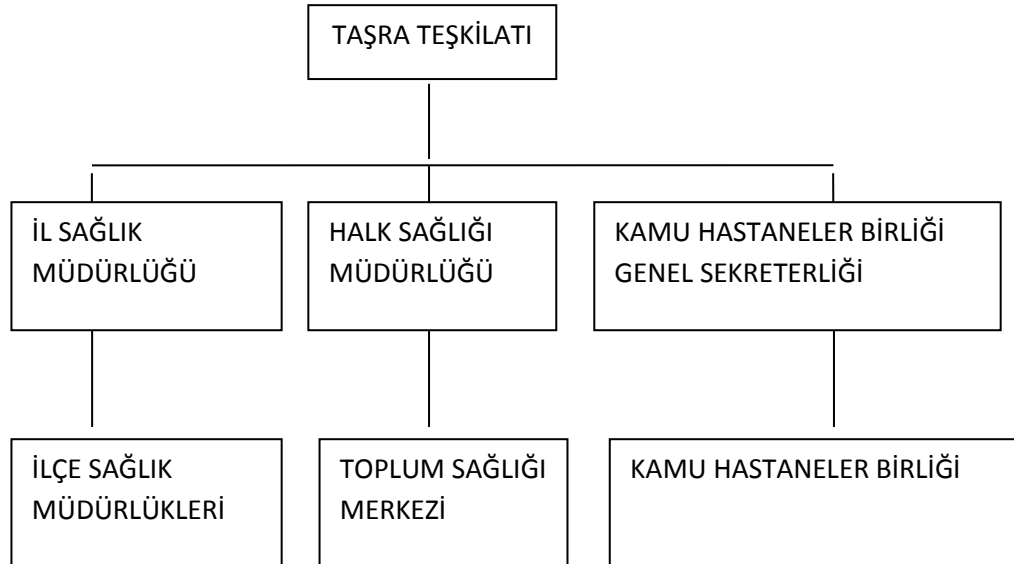 TAŞRA TEŞKİLATI
İL SAĞLIK
MÜDÜRLÜĞÜ
HALK SAĞLIĞI
MÜDÜRLÜĞÜ
KAMU HASTANELER BİRLİĞİ
GENEL SEKRETERLİĞİ
İLÇE SAĞLIK
MÜDÜRLÜKLERİ
TOPLUM SAĞLIĞI
MERKEZİ
KAMU HASTANELER BİRLİĞİ